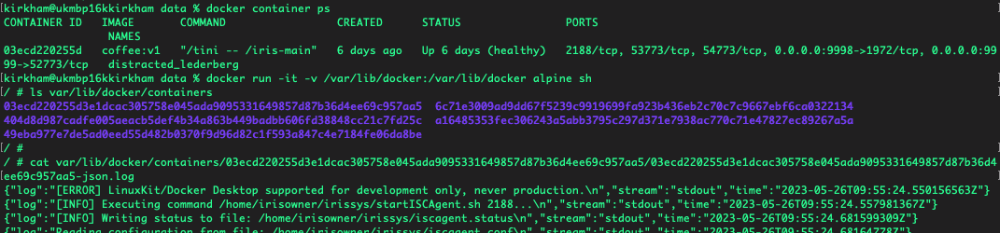 [kirkham@ukmbp16kkirkham data % docker container ps
CONTAINER ID IMAGE COMMAND CREATED STATUS PORTS
NAMES
03ecd220255d coffee:v1 "/tini -- /iris-main" 6 days ago Up 6 days (healthy) 2188/tcp, 53773/tcp, 54773/tcp, 0.0.0.0:9998->1972/tcp, 0.0.0.0:99
99->52773/tcp distracted_lederberg
[kirkham@ukmbp16kkirkham data % docker run -it -v /var/lib/docker:/var/lib/docker alpine sh
[/ # ls var/lib/docker/containers
03ecd220255d3e1dcac305758e045ada9095331649857d87b36d4ee69c957aa5 6c71e3009ad9dd67f5239c9919699fa923b436eb2c70c7c9667ebf6ca0322134
404d8d987cadfe005aeacb5def4b34a863b449badbb606fd38848cc21c7fd25c a16485353fec306243a5abb3795c297d371e7938ac770c71e47827ec89267a5a
49eba977e7de5ad0eed55d482b0370f9d96d82c1f593a847c4e7184fe06da8be
[/ #
[/ # cat var/lib/docker/containers/03ecd220255d3e1dcac305758e045ada9095331649857d87b36d4ee69c957aa5/03ecd220255d3e1dcac305758e045ada9095331649857d87b36d4
ee69c957aa5-json.log
{"log":"[ERROR] LinuxKit/Docker Desktop supported for development only, never production.\n","stream":"stdout","time":"2023-05-26T09:55:24.550156563Z"}
{"log":"[INFO] Executing command /home/irisowner/irissys/startISCAgent.sh 2188...\n","stream":"stdout","time":"2023-05-26T09:55:24.557981367Z"}
{"log":"[INFO] Writing status to file: /home/irisowner/irissys/iscagent.status\n","stream":"stdout","time":"2023-05-26T09:55:24.681599309Z"}
{"log":"Reading configuration from file: /home/irisowner/irissys/iscagent.conf\n","stream":"stdout","time":"2023-05-26T09:55:24.681647787Z"}